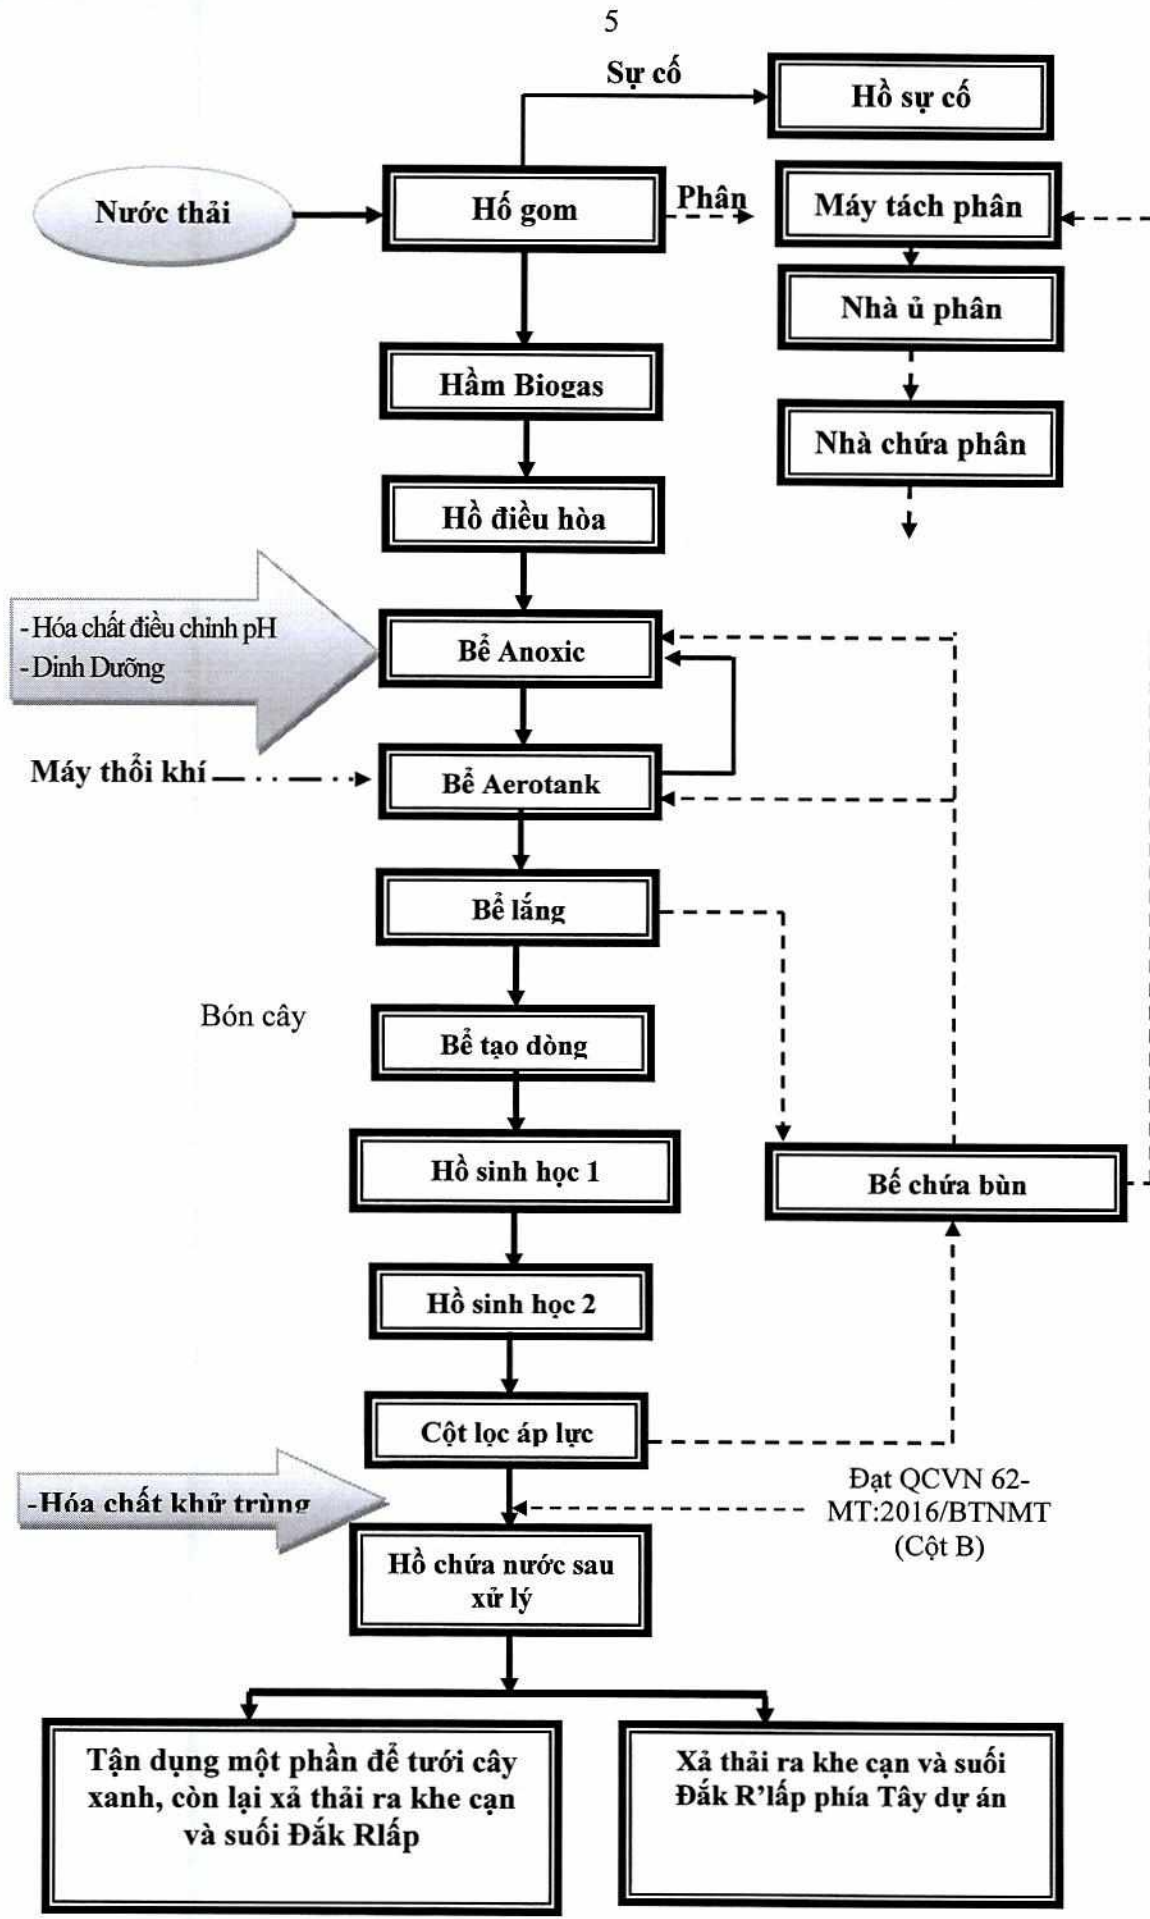 5
Sự cố
Hồ sự cố
Nước thải
Hố gom
Phân
Máy tách phân
Nhà ủ phân
Hầm Biogas
Nhà chứa phân
Hồ điều hòa
- Hóa chất điều chỉnh pH
- Dinh Dưỡng
Bể Anoxic
Máy thổi khí
Bể Aerotank
Bể lắng
Bón cây
Bể tạo dòng
Hồ sinh học 1
Bế chứa bùn
Hồ sinh học 2
Cột lọc áp lực
-Hóa chất khử trùng
Đạt QCVN 62-
MT:2016/BTNMT
(Cột B)
Hồ chứa nước sau
xử lý
Tận dụng một phần để tưới cây
xanh, còn lại xả thải ra khe cạn
và suối Đắk Rlấp
Xả thải ra khe cạn và suối
Đắk R'lấp phía Tây dự án